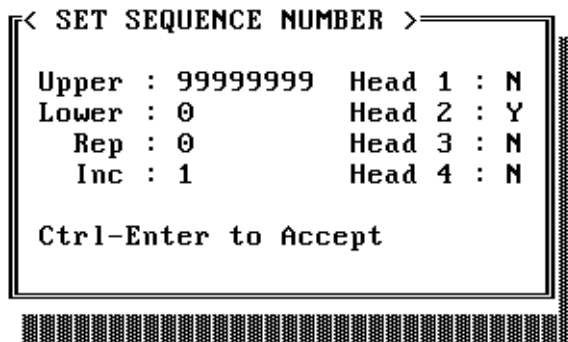 < SET SEQUENCE NUMBER >
Upper : 99999999 Head 1 : N
Lower : 0 Head 2 : Y
Rep : 0 Head 3 : N
Inc : 1 Head 4 : N
Ctrl-Enter to Accept